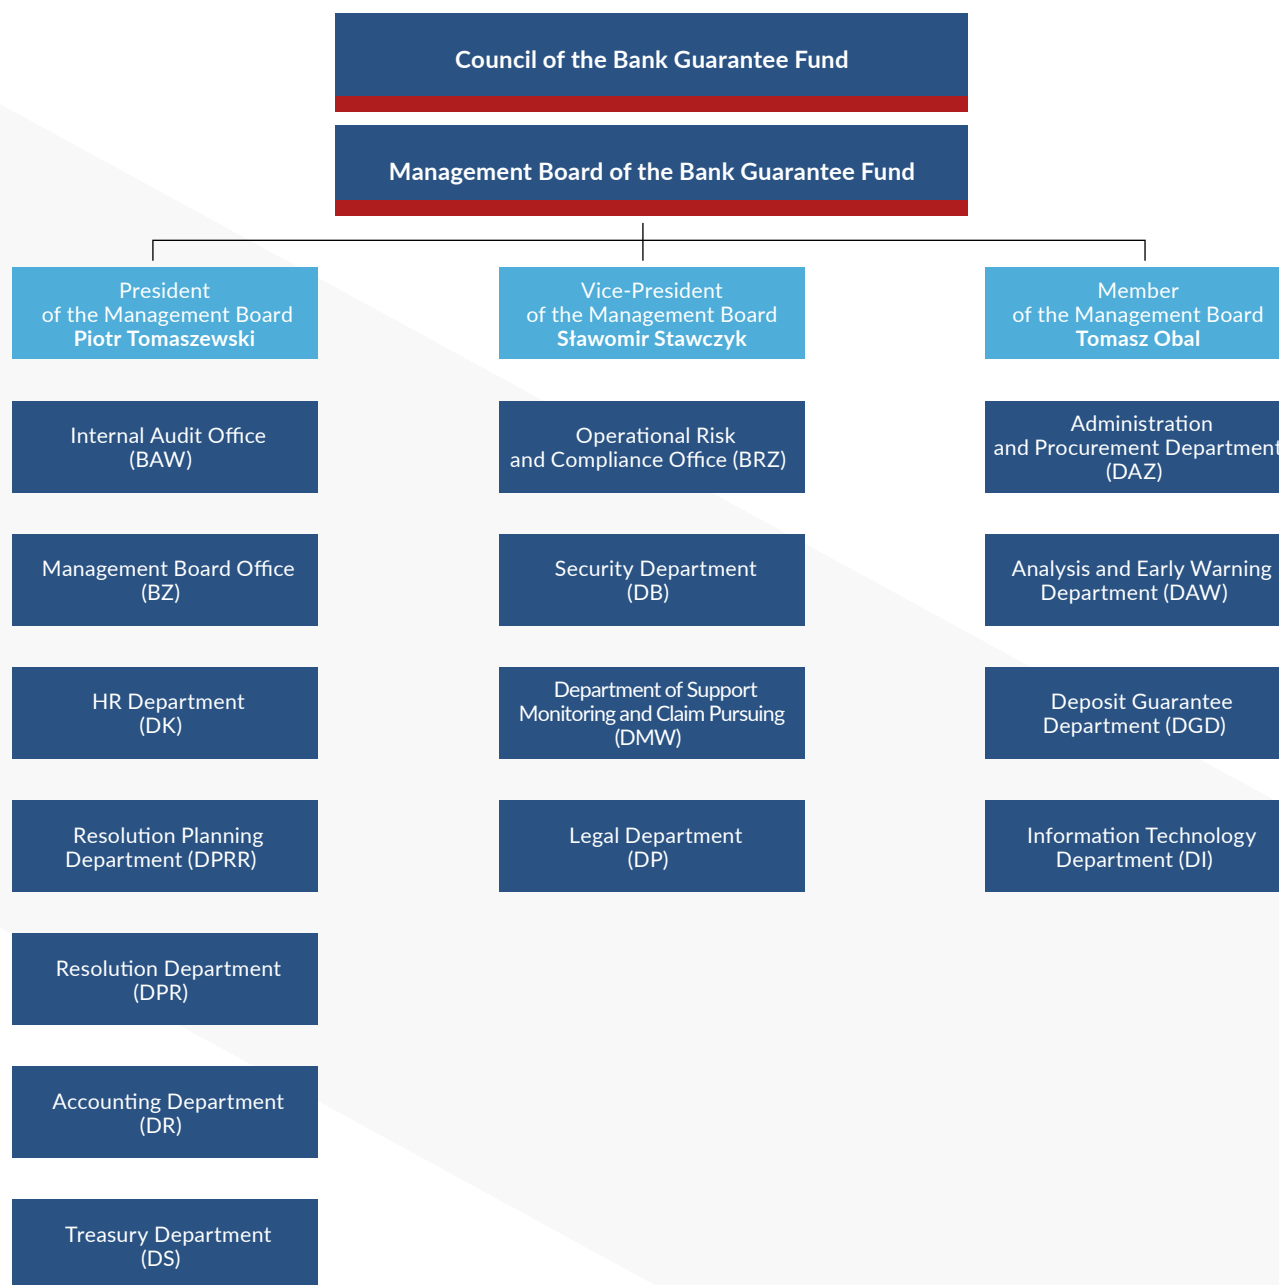 Council of the Bank Guarantee Fund
Management Board of the Bank Guarantee Fund
President
of the Management Board
Piotr Tomaszewski
Internal Audit Office
(BAW)
Management Board Office
(BZ)
HR Department
(DK)
Resolution Planning
Department (DPRR)
Resolution Department
(DPR)
Accounting Department
(DR)
Treasury Department
(DS)
Vice-President
of the Management Board
Sławomir Stawczyk
Operational Risk
and Compliance Office (BRZ)
Security Department
(DB)
Department of Support
Monitoring and Claim Pursuing
(DMW)
Legal Department
(DP)
Member
of the Management Board
Tomasz Obal
Administration
and Procurement Department
(DAZ)
Analysis and Early Warning
Department (DAW)
Deposit Guarantee
Department (DGD)
Information Technology
Department (DI)